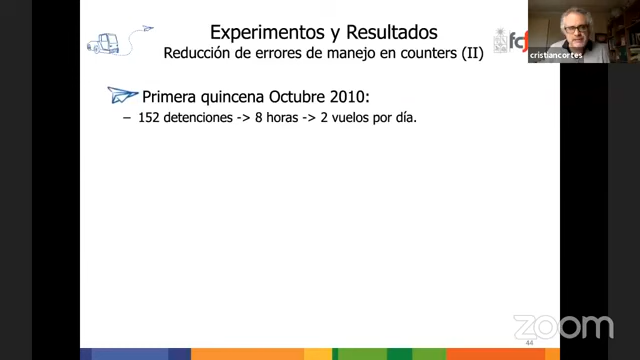 Experimentos y Resultados
Reducción de errores de manejo en counters (II)
fcf
cristiancortes
Primera quincena Octubre 2010:
– 152 detenciones -> 8 horas -> 2 vuelos por día.
zoom
44